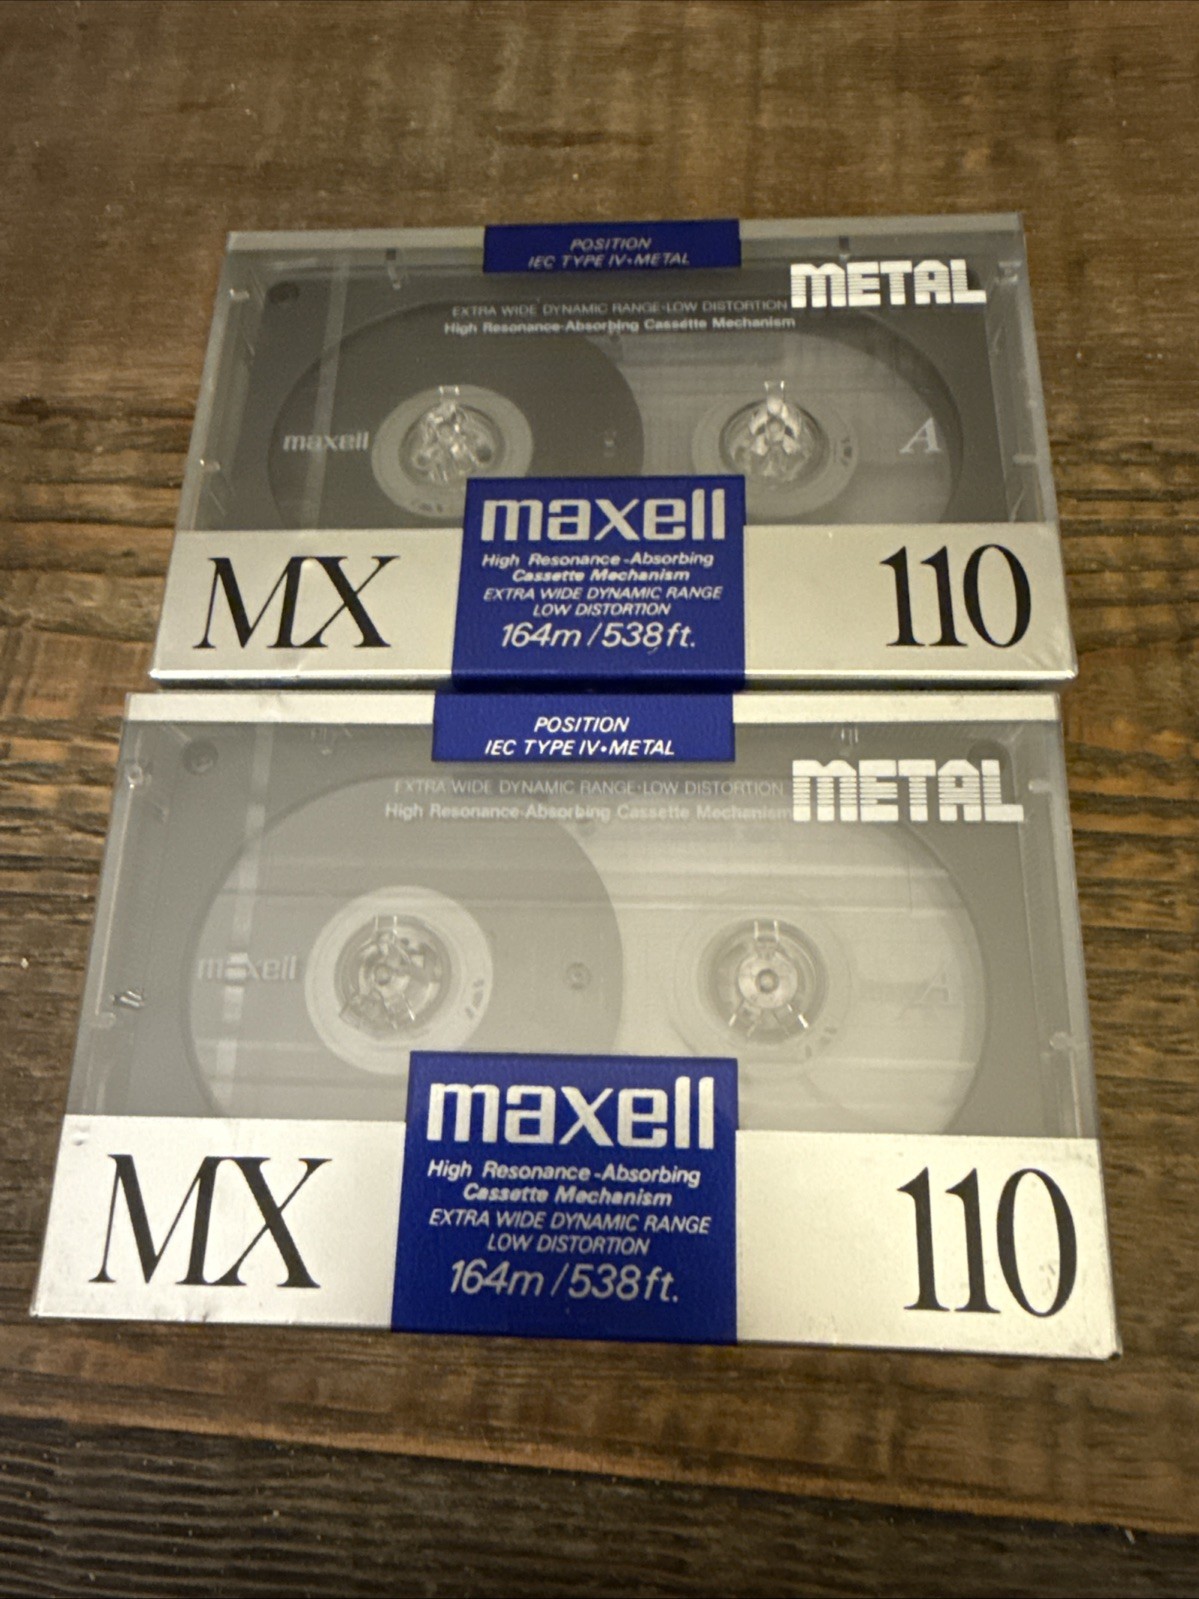 POSITION
IEC TYPE IV•METAL
METAL
EXTRA WIDE DYNAMIC RANGE·LOW DISTORTION
High Resonance-Absorbing Cassette Mechanism
maxell
A
maxell
High Resonance-Absorbing
Cassette Mechanism
EXTRA WIDE DYNAMIC RANGE
LOW DISTORTION
164m/538ft.
MX
110
POSITION
IEC TYPE IV•METAL
METAL
EXTRA WIDE DYNAMIC RANGE·LOW DISTORTION
High Resonance-Absorbing Cassette Mechanism
maxell
A
maxell
High Resonance-Absorbing
Cassette Mechanism
EXTRA WIDE DYNAMIC RANGE
LOW DISTORTION
164m/538ft.
MX
110